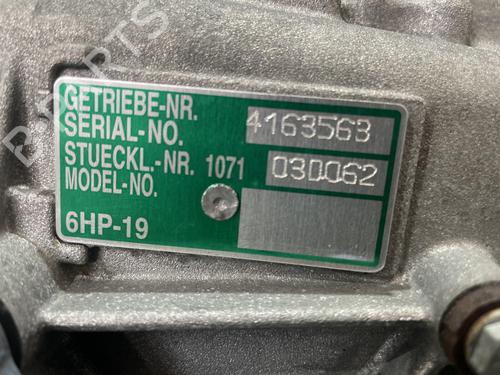 GETRIEBE-NR.
SERIAL-NO. 4163563
STUECKL.-NR. 1071 030062
MODEL-NO.
6HP-19